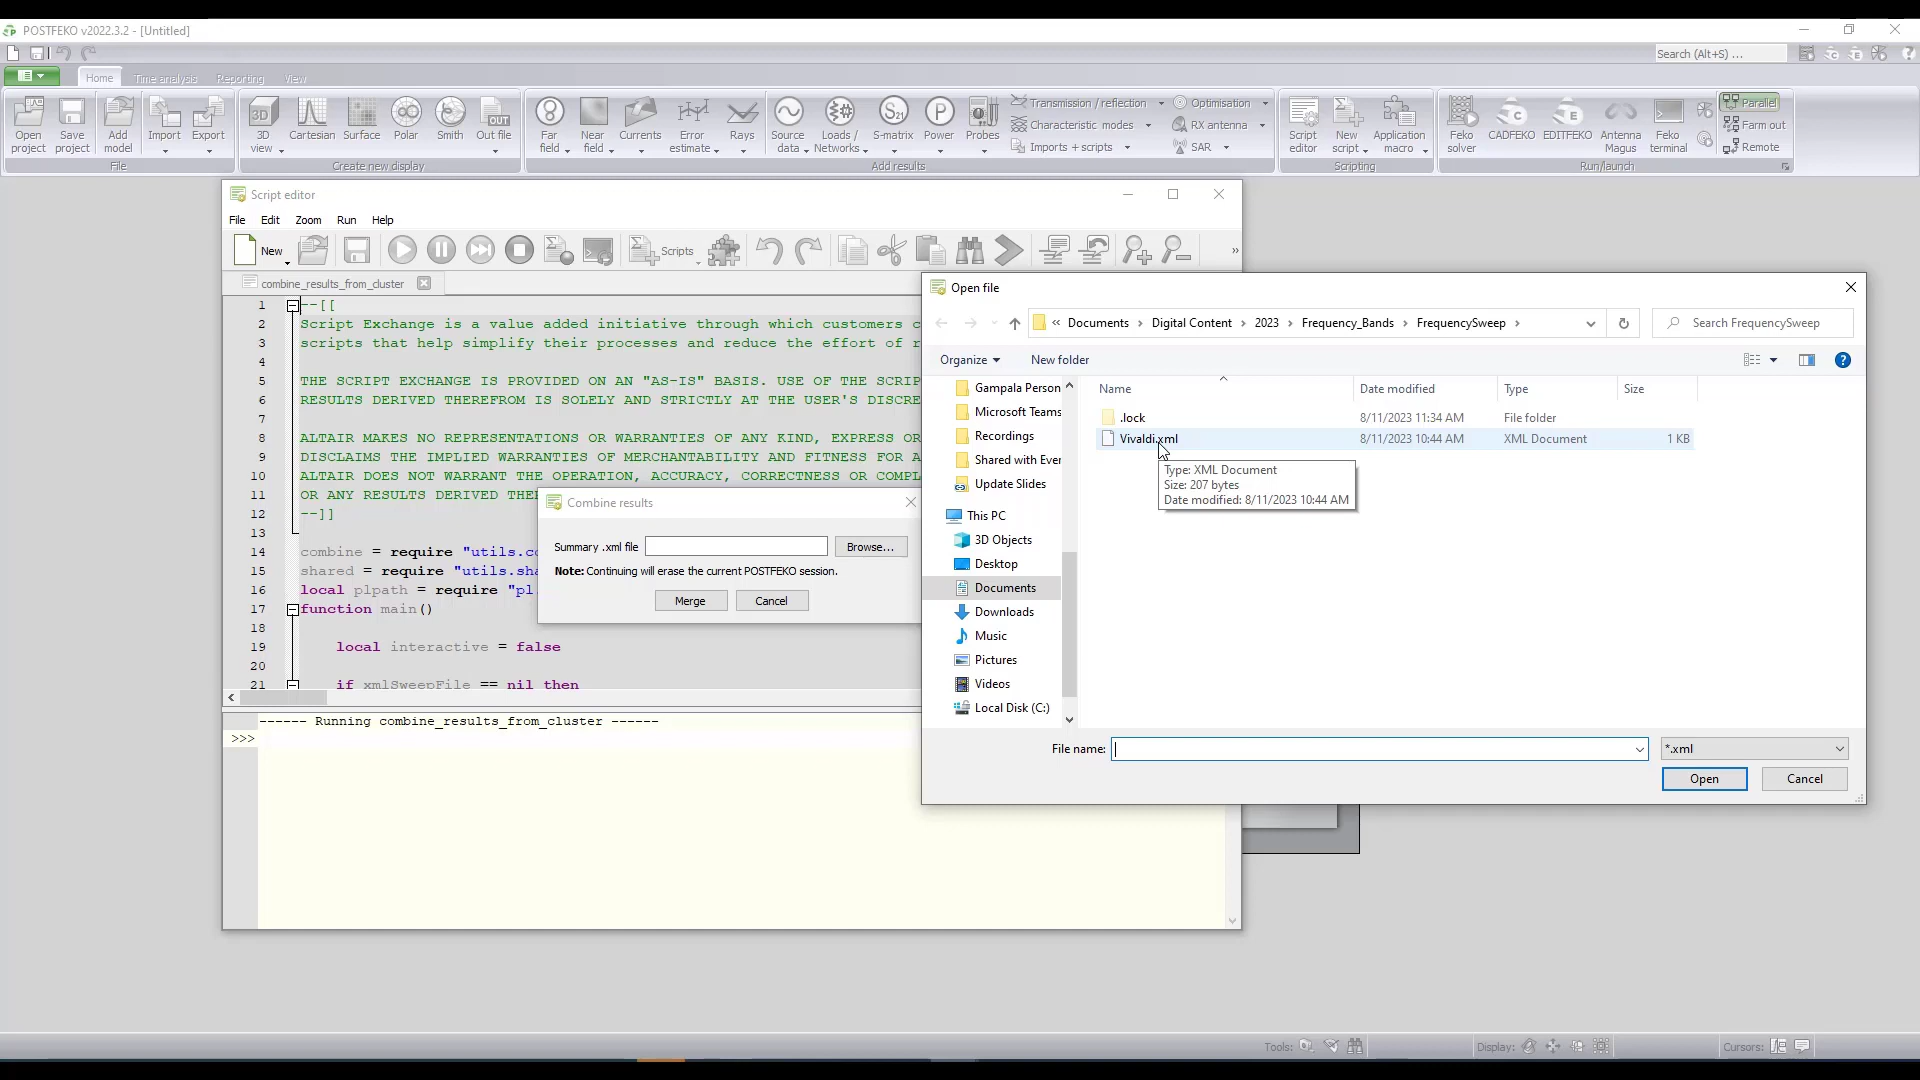 POSTFEKO v2022.3.2 - [Untitled]
Search (Alt+S) ...
Home
Time analysis
Reporting
View
Open project
Save project
Add model
Import
Export
3D view
Cartesian
Surface
Polar
Smith
OUT
Out file
Far field
Near field
Currents
Error estimate
Rays
Source data
Loads / Networks
S-matrix
Power
Probes
Transmission / reflection
Characteristic modes
Imports + scripts
Optimisation
RX antenna
SAR
Script editor
New script
Application macro
Feko solver
CADFEKO
EDITFEKO
Antenna Magus
Feko terminal
Parallel
Farm out
Remote
File
Create new display
Add results
Scripting
Run/launch
Script editor
File
Edit
Zoom
Run
Help
New
Scripts
combine_results_from_cluster
1 --[[
2 Script Exchange is a value added initiative through which customers c
3 scripts that help simplify their processes and reduce the effort of r
4
5 THE SCRIPT EXCHANGE IS PROVIDED ON AN "AS-IS" BASIS. USE OF THE SCRIP
6 RESULTS DERIVED THEREFROM IS SOLELY AND STRICTLY AT THE USER'S DISCRE
7
8 ALTAIR MAKES NO REPRESENTATIONS OR WARRANTIES OF ANY KIND, EXPRESS OR
9 DISCLAIMS THE IMPLIED WARRANTIES OF MERCHANTABILITY AND FITNESS FOR A
10 ALTAIR DOES NOT WARRANT THE OPERATION, ACCURACY, CORRECTNESS OR COMPL
11 OR ANY RESULTS DERIVED THE
12 --]]
13
14 combine = require "utils.co
15 shared = require "utils.sha
16 local plpath = require "pl.
17 function main()
18
19 local interactive = false
20
21 if xmlSweepFile == nil then
------ Running combine_results_from_cluster ------
>>>
Combine results
Summary .xml file
Browse...
Note: Continuing will erase the current POSTFEKO session.
Merge
Cancel
Open file
« Documents > Digital Content > 2023 > Frequency_Bands > FrequencySweep >
Search FrequencySweep
Organize
New folder
Gampala Person
Microsoft Teams
Recordings
Shared with Ever
Update Slides
This PC
3D Objects
Desktop
Documents
Downloads
Music
Pictures
Videos
Local Disk (C:)
Name Date modified Type Size
.lock 8/11/2023 11:34 AM File folder
Vivaldi.xml 8/11/2023 10:44 AM XML Document 1 KB
Type: XML Document
Size: 207 bytes
Date modified: 8/11/2023 10:44 AM
File name:
*.xml
Open
Cancel
Tools:
Display:
Cursors: